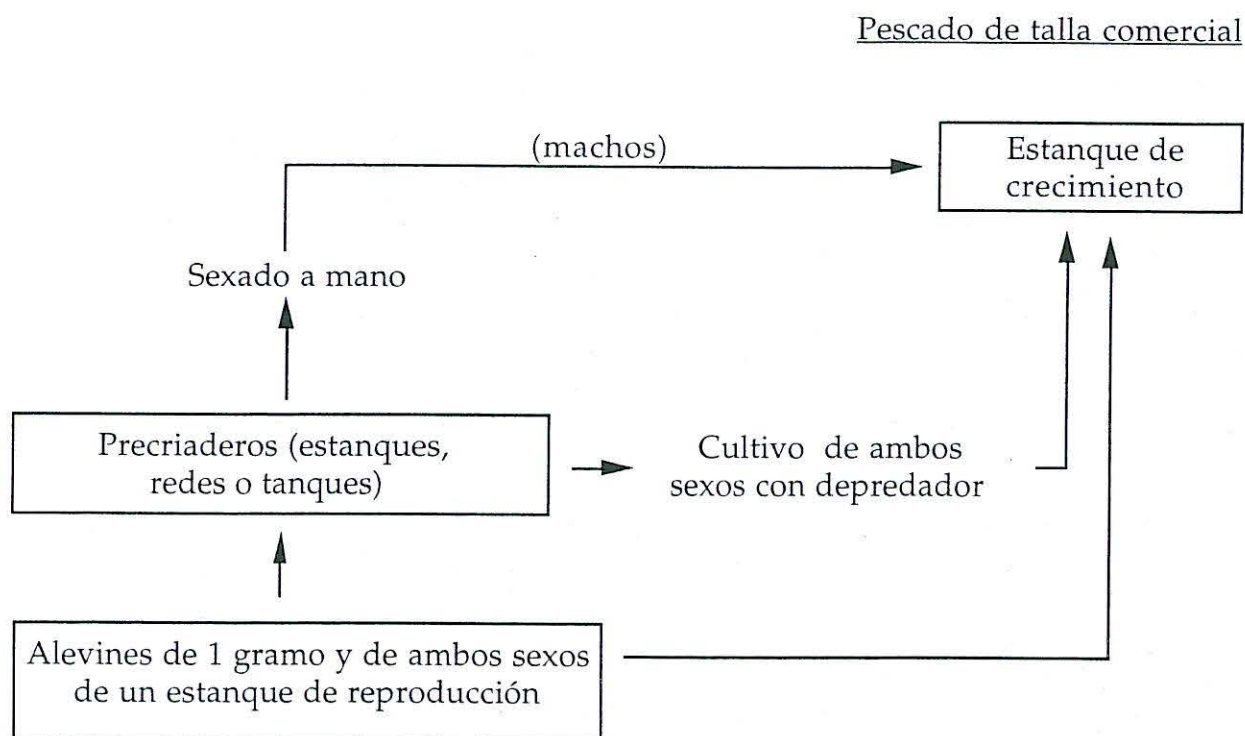 Pescado de talla comercial
(machos)
Estanque de
crecimiento
Sexado a mano
Precriaderos (estanques,
redes o tanques)
Cultivo de ambos
sexos con depredador
Alevines de 1 gramo y de ambos sexos
de un estanque de reproducción